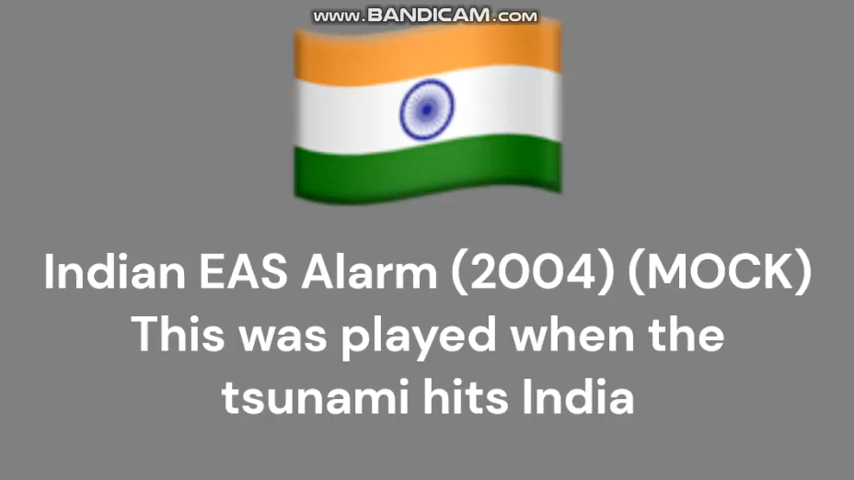 www.BANDICAM.com
Indian EAS Alarm (2004) (MOCK)
This was played when the
tsunami hits India